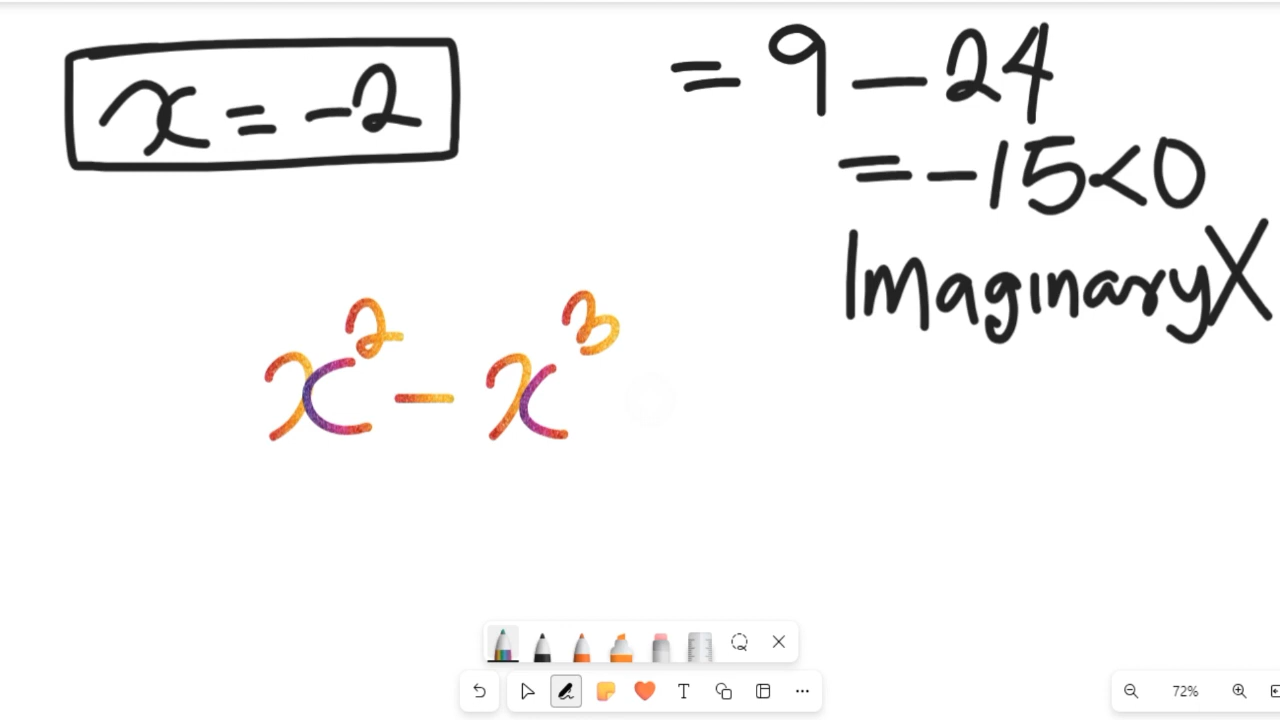 x = -2
= 9 - 24
= -15 < 0
Imaginary X
x² - x³
72%